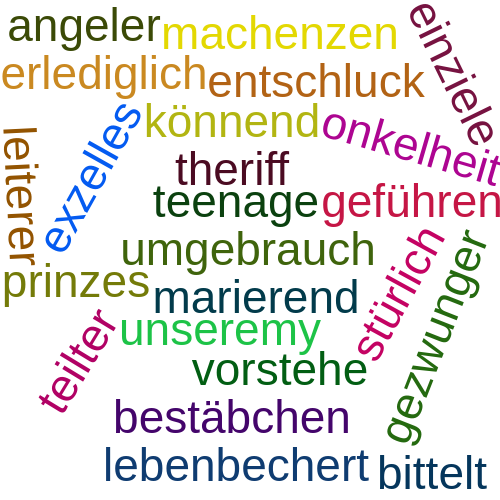 angeler
machenzen
einziele
erlediglich
entschluck
exzelles
könnend
onkelheit
leiterer
theriff
teenage
geführen
umgebrauch
prinzes
marierend
stürlich
gezwunger
unseremy
teilter
vorstehe
bestäbchen
lebenbechert
bittelt